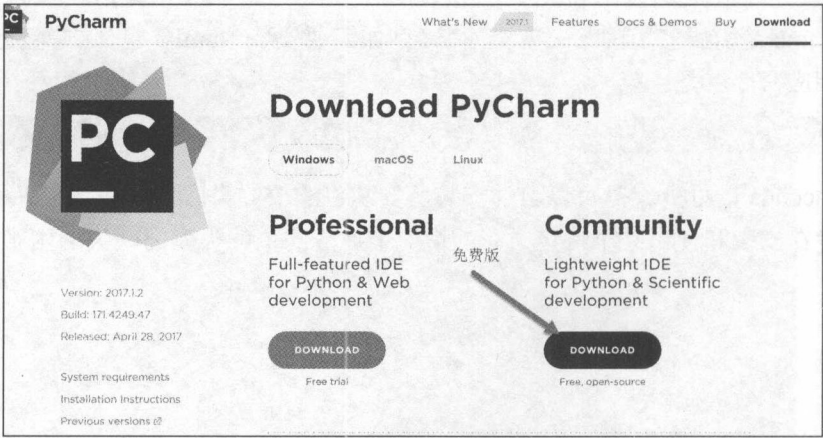 PC
PyCharm
What's New 2017.1 Features Docs & Demos Buy Download
PC
Download PyCharm
Windows macOS Linux
Professional
Full-featured IDE
for Python & Web
development
DOWNLOAD
Free trial
免费版
Community
Lightweight IDE
for Python & Scientific
development
DOWNLOAD
Free, open-source
Version: 2017.1.2
Build: 171.4249.47
Released: April 28, 2017
System requirements
Installation Instructions
Previous versions